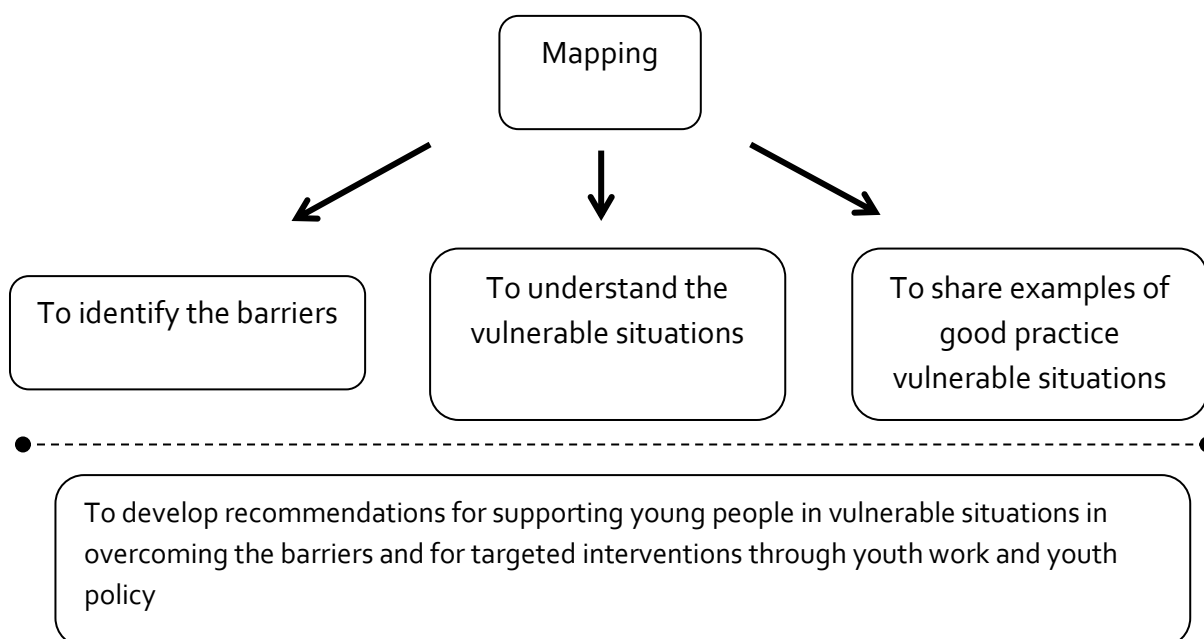 Mapping
To identify the barriers
To understand the
vulnerable situations
To share examples of
good practice
vulnerable situations
To develop recommendations for supporting young people in vulnerable situations in
overcoming the barriers and for targeted interventions through youth work and youth
policy